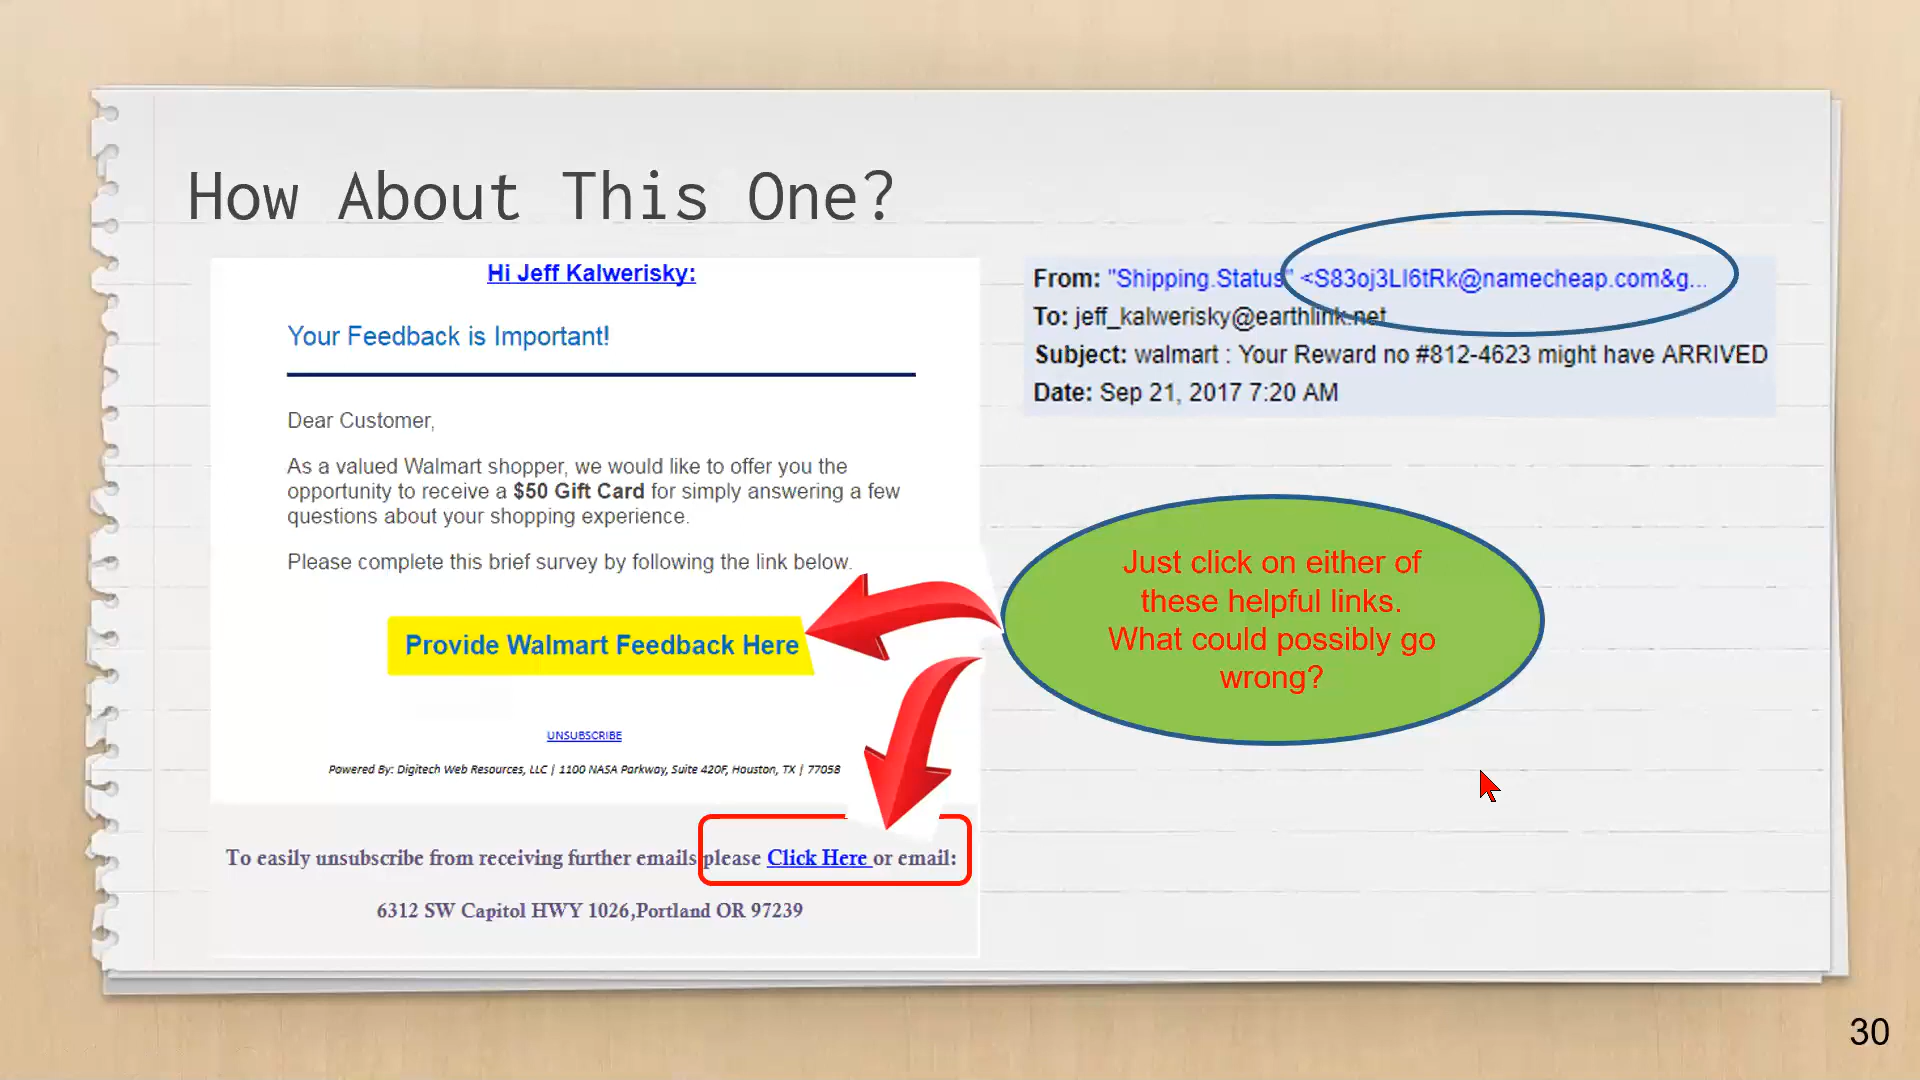 How About This One?
Hi Jeff Kalwerisky:
Your Feedback is Important!
Dear Customer,
As a valued Walmart shopper, we would like to offer you the
opportunity to receive a $50 Gift Card for simply answering a few
questions about your shopping experience.
Please complete this brief survey by following the link below.
Provide Walmart Feedback Here
UNSUBSCRIBE
Powered By: Digitech Web Resources, LLC | 1100 NASA Parkway, Suite 420F, Houston, TX | 77058
To easily unsubscribe from receiving further emails please Click Here or email:
6312 SW Capitol HWY 1026,Portland OR 97239
From: "Shipping.Status" <S83oj3LI6tRk@namecheap.com&g...
To: jeff_kalwerisky@earthlink.net
Subject: walmart : Your Reward no #812-4623 might have ARRIVED
Date: Sep 21, 2017 7:20 AM
Just click on either of
these helpful links.
What could possibly go
wrong?
30